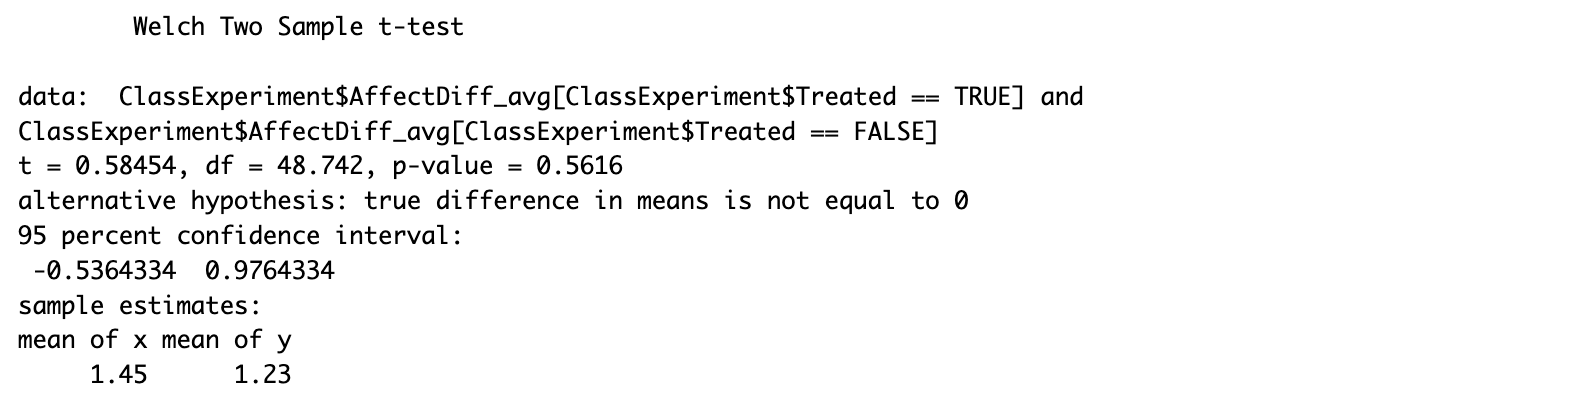 Welch Two Sample t-test
data:  ClassExperiment$AffectDiff_avg[ClassExperiment$Treated == TRUE] and
ClassExperiment$AffectDiff_avg[ClassExperiment$Treated == FALSE]
t = 0.58454, df = 48.742, p-value = 0.5616
alternative hypothesis: true difference in means is not equal to 0
95 percent confidence interval:
 -0.5364334  0.9764334
sample estimates:
mean of x mean of y
     1.45      1.23